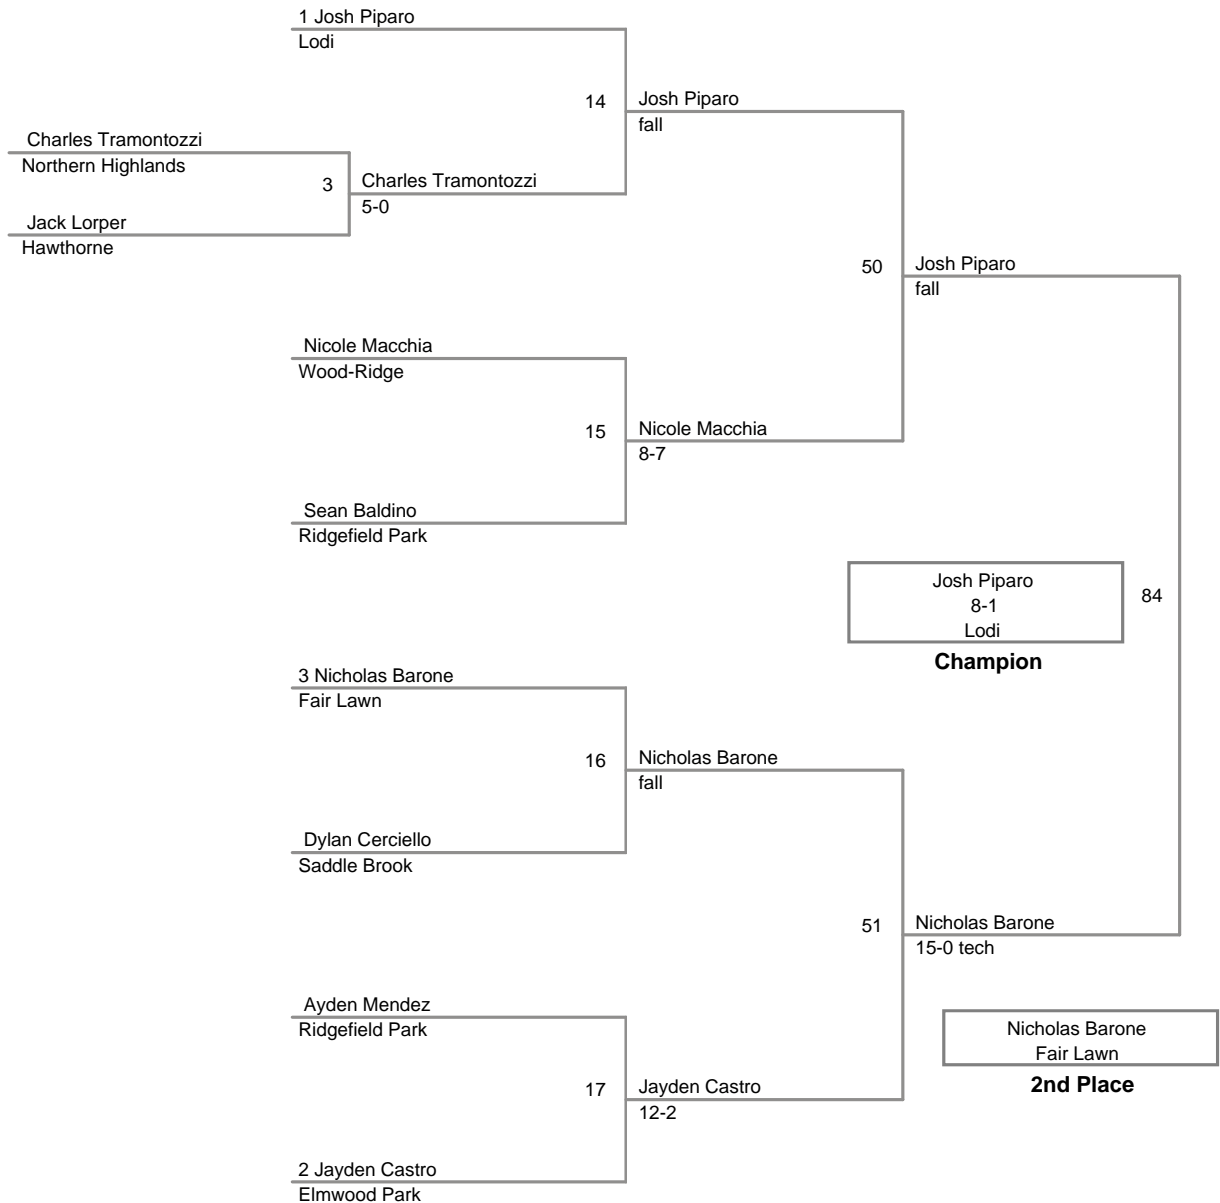 1 Josh Piparo
Lodi
14
Josh Piparo
fall
Charles Tramontozzi
Northern Highlands
3
Charles Tramontozzi
5-0
Jack Lorper
Hawthorne
50
Josh Piparo
fall
Nicole Macchia
Wood-Ridge
15
Nicole Macchia
8-7
Sean Baldino
Ridgefield Park
Josh Piparo
8-1
Lodi
84
Champion
3 Nicholas Barone
Fair Lawn
16
Nicholas Barone
fall
Dylan Cerciello
Saddle Brook
51
Nicholas Barone
15-0 tech
Ayden Mendez
Ridgefield Park
Nicholas Barone
Fair Lawn
2nd Place
17
Jayden Castro
12-2
2 Jayden Castro
Elmwood Park